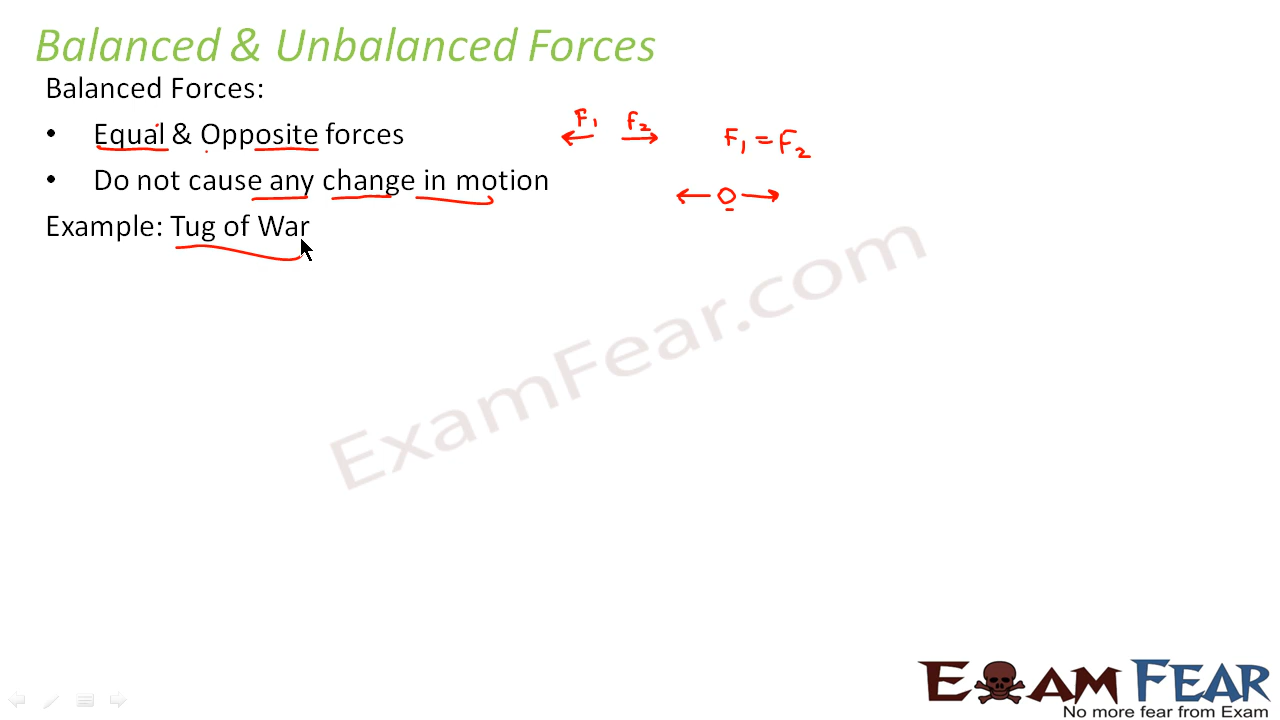 Balanced & Unbalanced Forces
Balanced Forces:
• Equal & Opposite forces
F₁ F₂ F₁ = F₂
• Do not cause any change in motion
Example: Tug of War
ExamFear.com
EXAM FEAR
No more fear from Exam